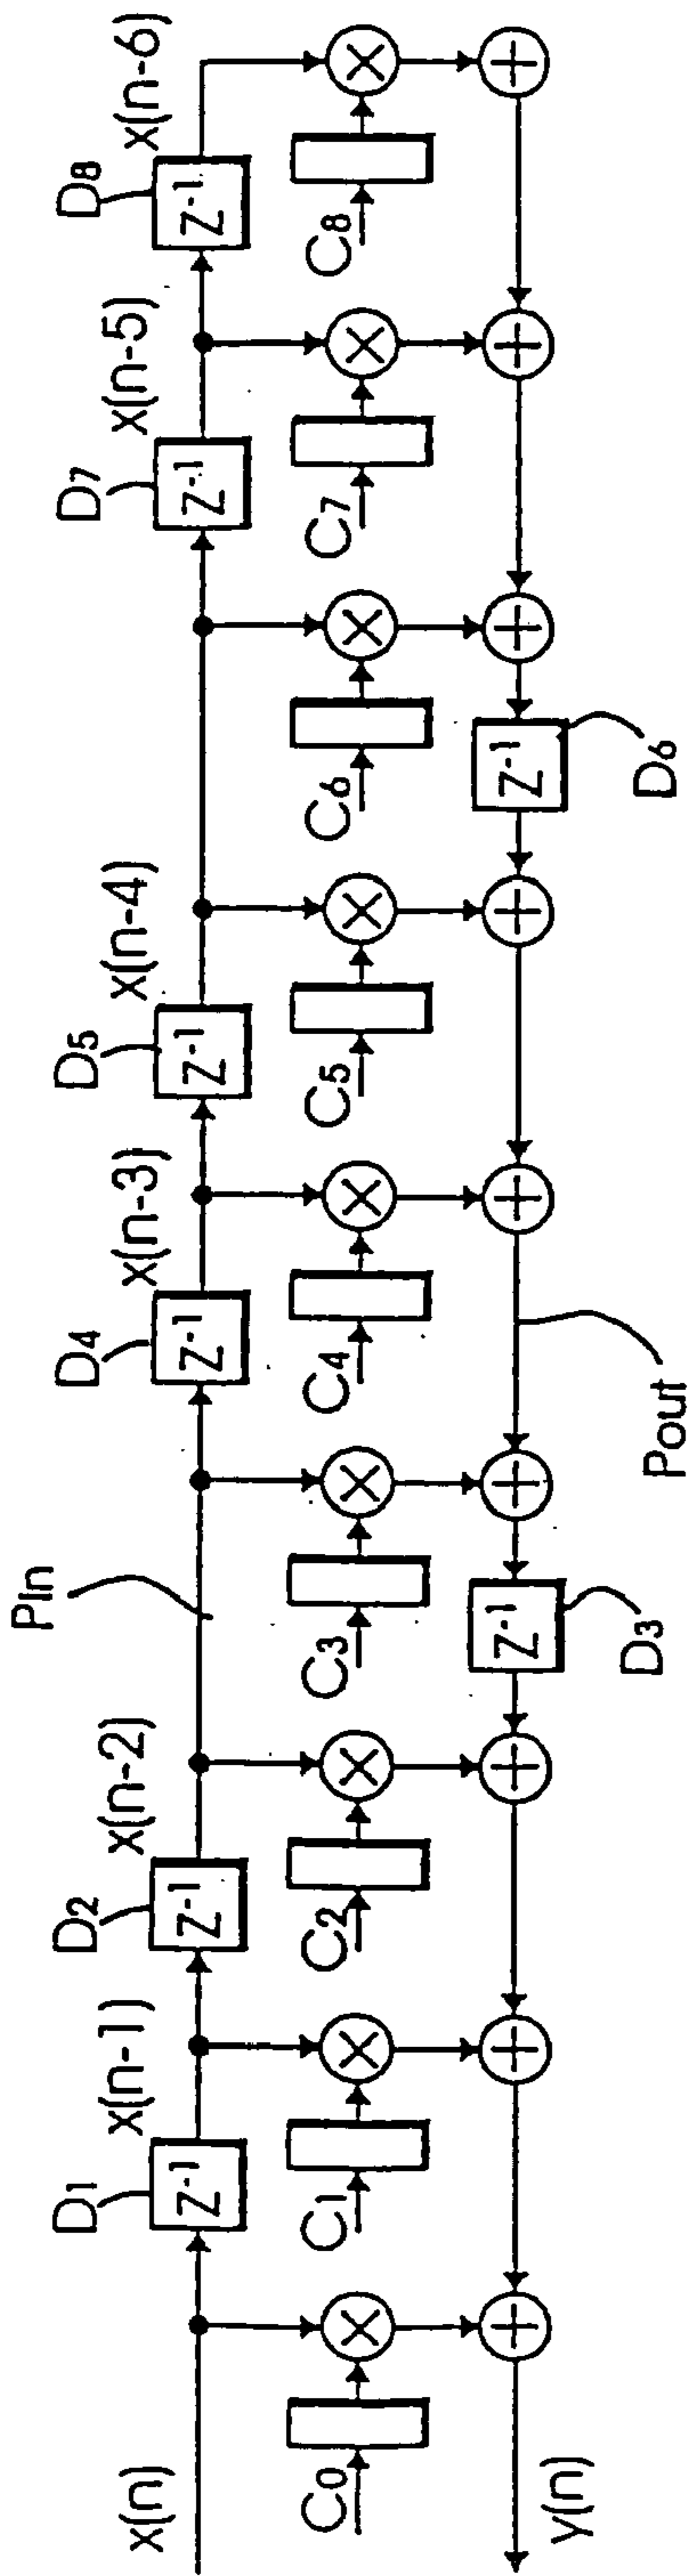 D1 D2 D4 D5 D7 D8
Pin
x(n) Z-1 x(n-1) Z-1 x(n-2) Z-1 x(n-3) Z-1 x(n-4) Z-1 x(n-5) Z-1 x(n-6)
C0 C1 C2 C3 C4 C5 C6 C7 C8
y(n) Z-1 Z-1
D3 Pout D6